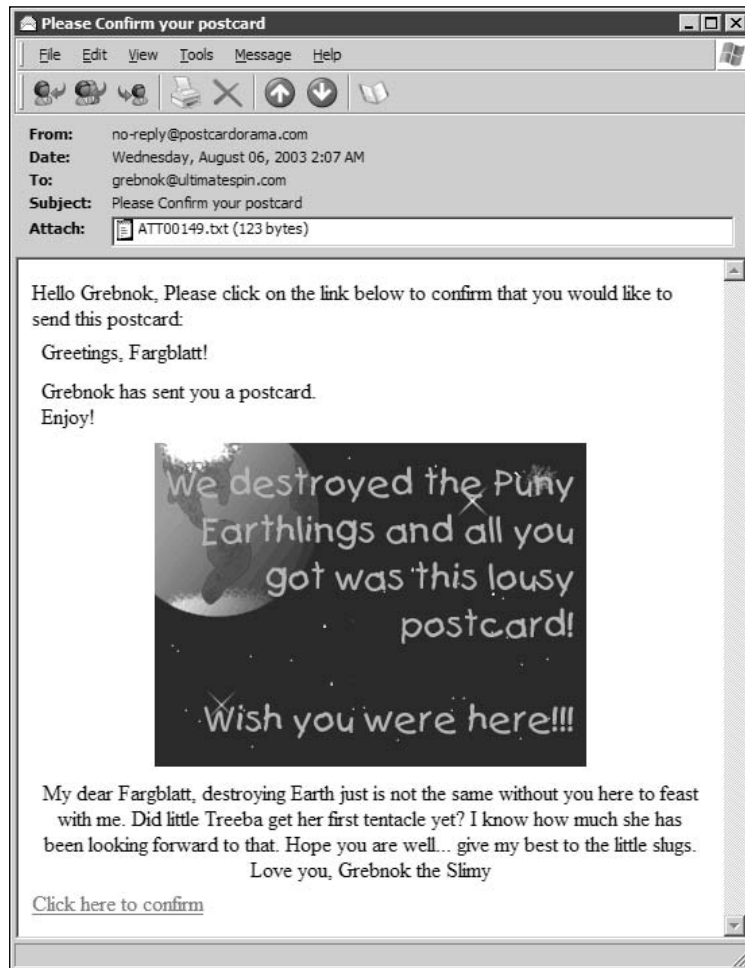 Please Confirm your postcard
File Edit View Tools Message Help
From: no-reply@postcardorama.com
Date: Wednesday, August 06, 2003 2:07 AM
To: grebnok@ultimatespin.com
Subject: Please Confirm your postcard
Attach: ATT00149.txt (123 bytes)
Hello Grebnok, Please click on the link below to confirm that you would like to
send this postcard:
Greetings, Fargblatt!
Grebnok has sent you a postcard.
Enjoy!
We destroyed the Puny
Earthlings and all you
got was this lousy
postcard!
Wish you were here!!!
My dear Fargblatt, destroying Earth just is not the same without you here to feast
with me. Did little Treeba get her first tentacle yet? I know how much she has
been looking forward to that. Hope you are well... give my best to the little slugs.
Love you, Grebnok the Slimy
Click here to confirm